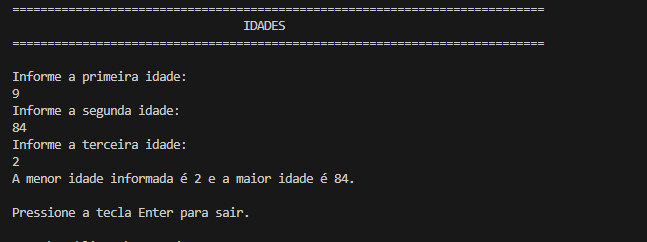 ============================================================================
IDADES
============================================================================
Informe a primeira idade:
9
Informe a segunda idade:
84
Informe a terceira idade:
2
A menor idade informada é 2 e a maior idade é 84.
Pressione a tecla Enter para sair.